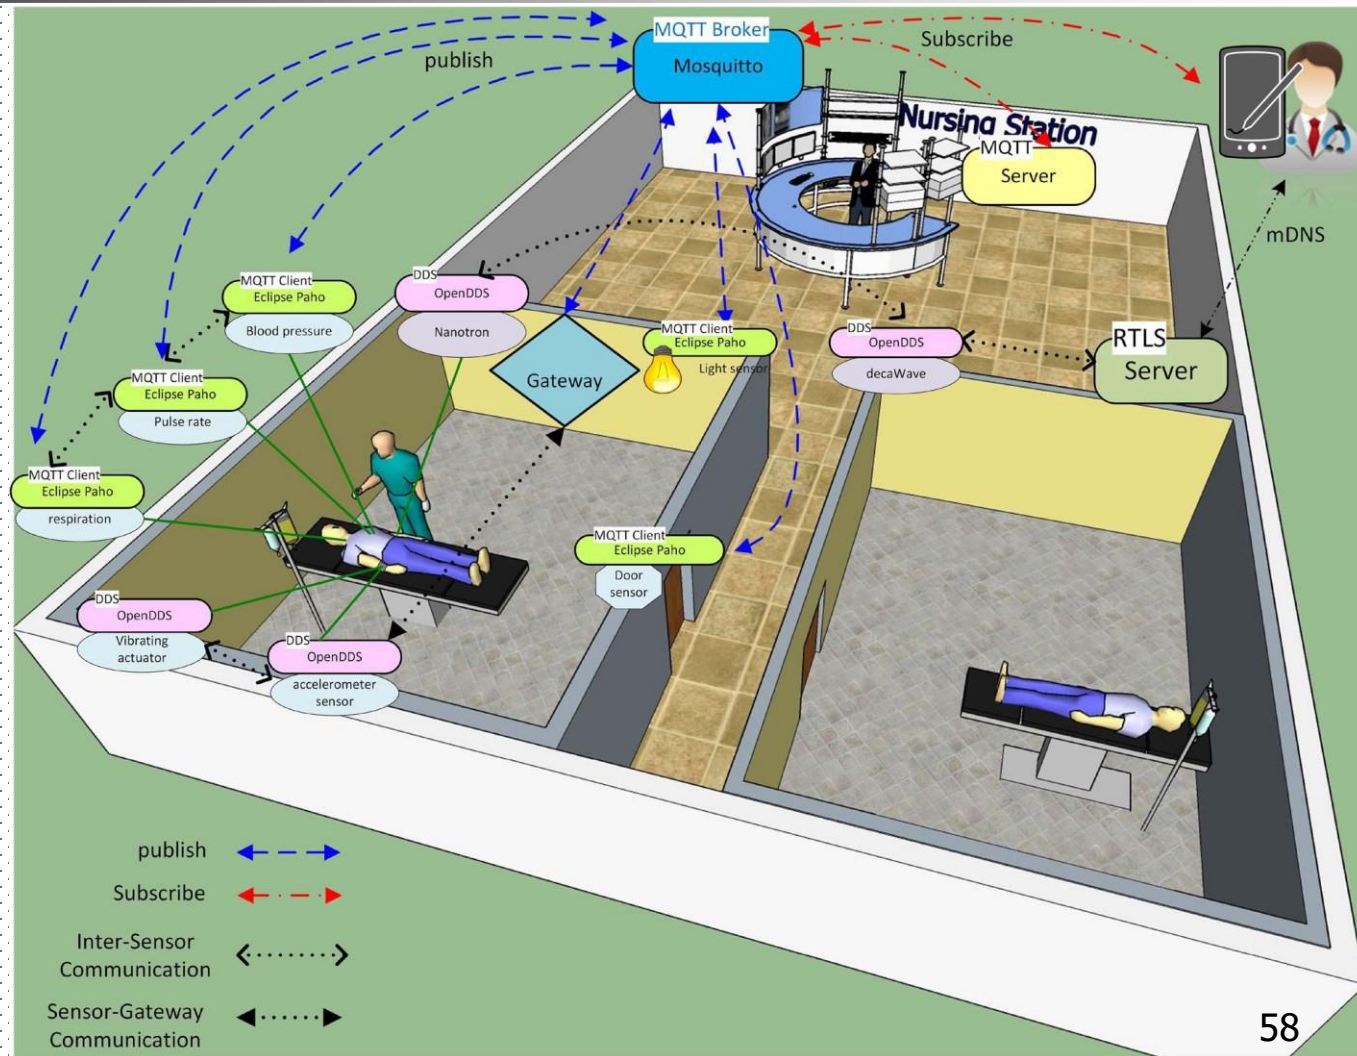 MQTT Broker
Mosquitto
publish
Subscribe
Nursing Station
MQTT
Server
mDNS
MQTT Client
Eclipse Paho
Blood pressure
DDS
OpenDDS
Nanotron
MQTT Client
Eclipse Paho
Light sensor
DDS
OpenDDS
decaWave
RTLS
Server
Gateway
MQTT Client
Eclipse Paho
Pulse rate
MQTT Client
Eclipse Paho
respiration
MQTT Client
Eclipse Paho
Door
sensor
DDS
OpenDDS
Vibrating
actuator
DDS
OpenDDS
accelerometer
sensor
publish
Subscribe
Inter-Sensor
Communication
Sensor-Gateway
Communication
58